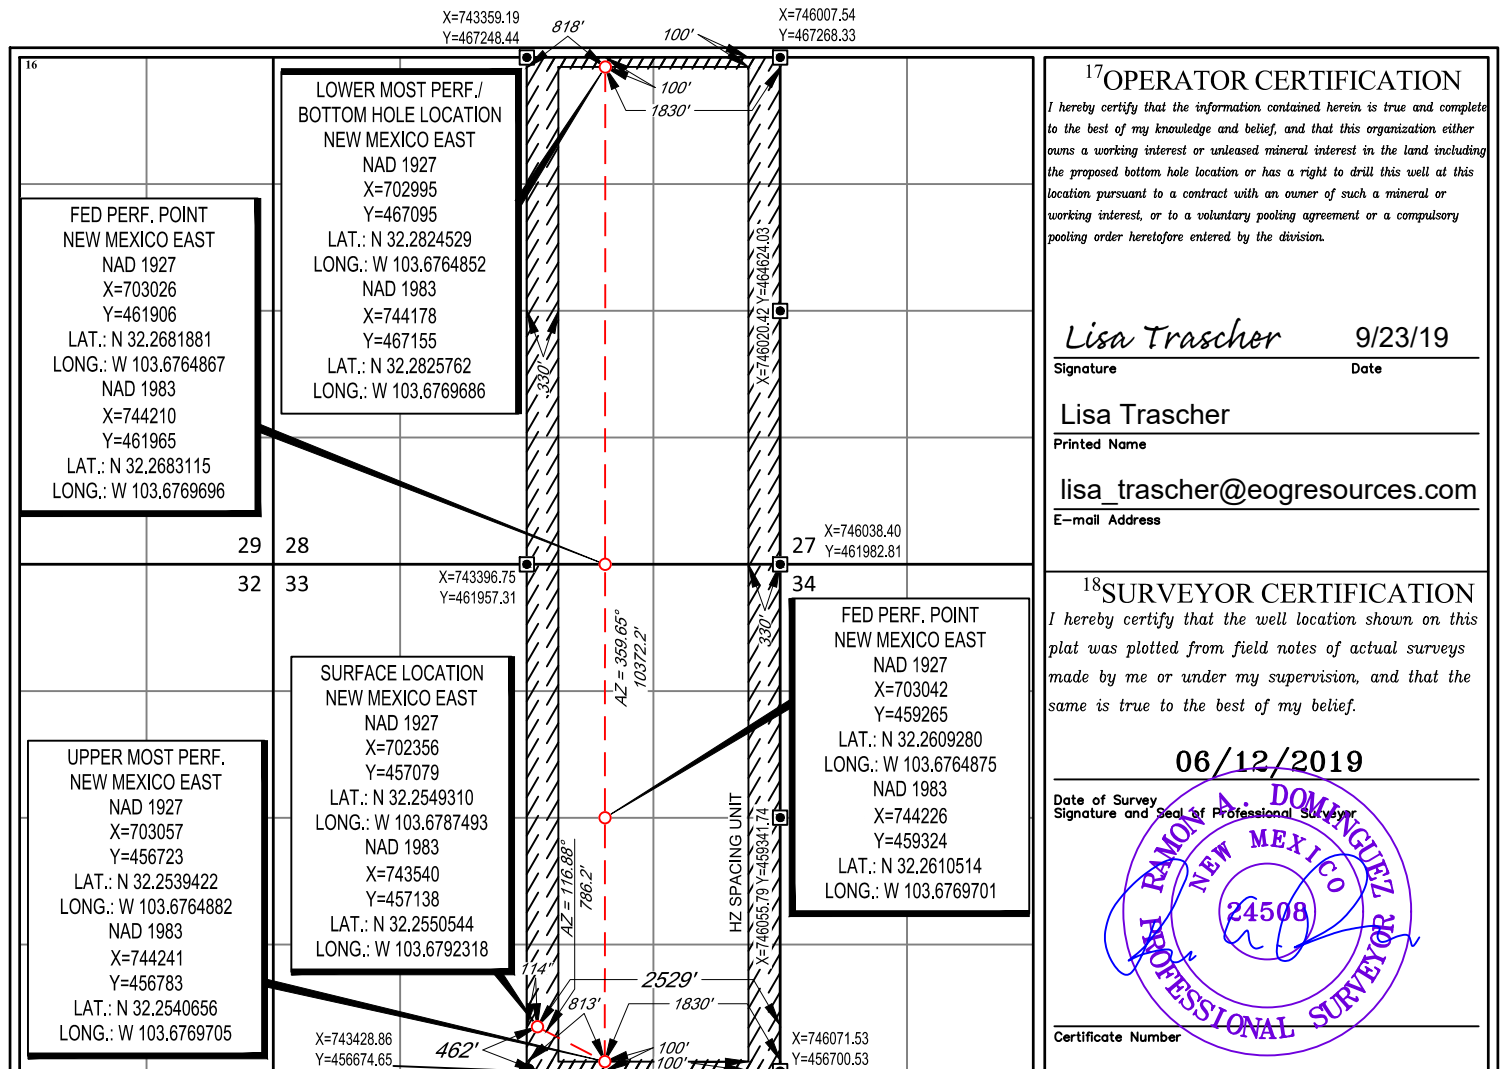 X=743359.19
Y=467248.44
818'
100'
X=746007.54
Y=467268.33
16
LOWER MOST PERF./
BOTTOM HOLE LOCATION
NEW MEXICO EAST
NAD 1927
X=702995
Y=467095
LAT.: N 32.2824529
LONG.: W 103.6764852
NAD 1983
X=744178
Y=467155
LAT.: N 32.2825762
LONG.: W 103.6769686
100'
1830'
FED PERF. POINT
NEW MEXICO EAST
NAD 1927
X=703026
Y=461906
LAT.: N 32.2681881
LONG.: W 103.6764867
NAD 1983
X=744210
Y=461965
LAT.: N 32.2683115
LONG.: W 103.6769696
330'
X=746020.42 Y=464624.03
29 28
32 33
27
34
X=746038.40
Y=461982.81
X=743396.75
Y=461957.31
AZ = 359.65°
10372.2'
330'
FED PERF. POINT
NEW MEXICO EAST
NAD 1927
X=703042
Y=459265
LAT.: N 32.2609280
LONG.: W 103.6764875
NAD 1983
X=744226
Y=459324
LAT.: N 32.2610514
LONG.: W 103.6769701
SURFACE LOCATION
NEW MEXICO EAST
NAD 1927
X=702356
Y=457079
LAT.: N 32.2549310
LONG.: W 103.6787493
NAD 1983
X=743540
Y=457138
LAT.: N 32.2550544
LONG.: W 103.6792318
UPPER MOST PERF.
NEW MEXICO EAST
NAD 1927
X=703057
Y=456723
LAT.: N 32.2539422
LONG.: W 103.6764882
NAD 1983
X=744241
Y=456783
LAT.: N 32.2540656
LONG.: W 103.6769705
AZ = 116.88°
786.2'
HZ SPACING UNIT
X=746055.79 Y=459341.74
114'
2529'
813'
1830'
462'
100'
100'
X=743428.86
Y=456674.65
X=746071.53
Y=456700.53
17OPERATOR CERTIFICATION
I hereby certify that the information contained herein is true and complete
to the best of my knowledge and belief, and that this organization either
owns a working interest or unleased mineral interest in the land including
the proposed bottom hole location or has a right to drill this well at this
location pursuant to a contract with an owner of such a mineral or
working interest, or to a voluntary pooling agreement or a compulsory
pooling order heretofore entered by the division.
Lisa Trascher 9/23/19
Signature Date
Lisa Trascher
Printed Name
lisa_trascher@eogresources.com
E-mail Address
18SURVEYOR CERTIFICATION
I hereby certify that the well location shown on this
plat was plotted from field notes of actual surveys
made by me or under my supervision, and that the
same is true to the best of my belief.
06/12/2019
Date of Survey
Signature and Seal of Professional Surveyor
RAMON A. DOMINGUEZ
NEW MEXICO
24508
PROFESSIONAL SURVEYOR
Certificate Number